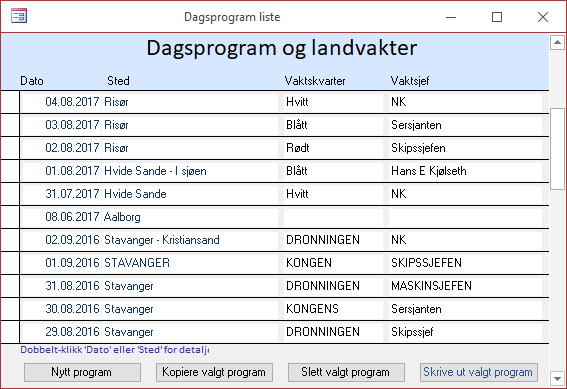 Dagsprogram liste
Dagsprogram og landvakter
Dato Sted Vaktskvarter Vaktsjef
04.08.2017 Risør Hvitt NK
03.08.2017 Risør Blått Sersjanten
02.08.2017 Risør Rødt Skipssjefen
01.08.2017 Hvide Sande - I sjøen Blått Hans E Kjølseth
31.07.2017 Hvide Sande Hvitt NK
08.06.2017 Aalborg
02.09.2016 Stavanger - Kristiansand DRONNINGEN NK
01.09.2016 STAVANGER KONGEN SKIPSSJEFEN
31.08.2016 Stavanger DRONNINGEN MASKINSJEFEN
30.08.2016 Stavanger KONGENS Sersjanten
29.08.2016 Stavanger DRONNINGEN Skipssjef
Dobbelt-klikk 'Dato' eller 'Sted' for detalje
Nytt program Kopiere valgt program Slett valgt program Skrive ut valgt program